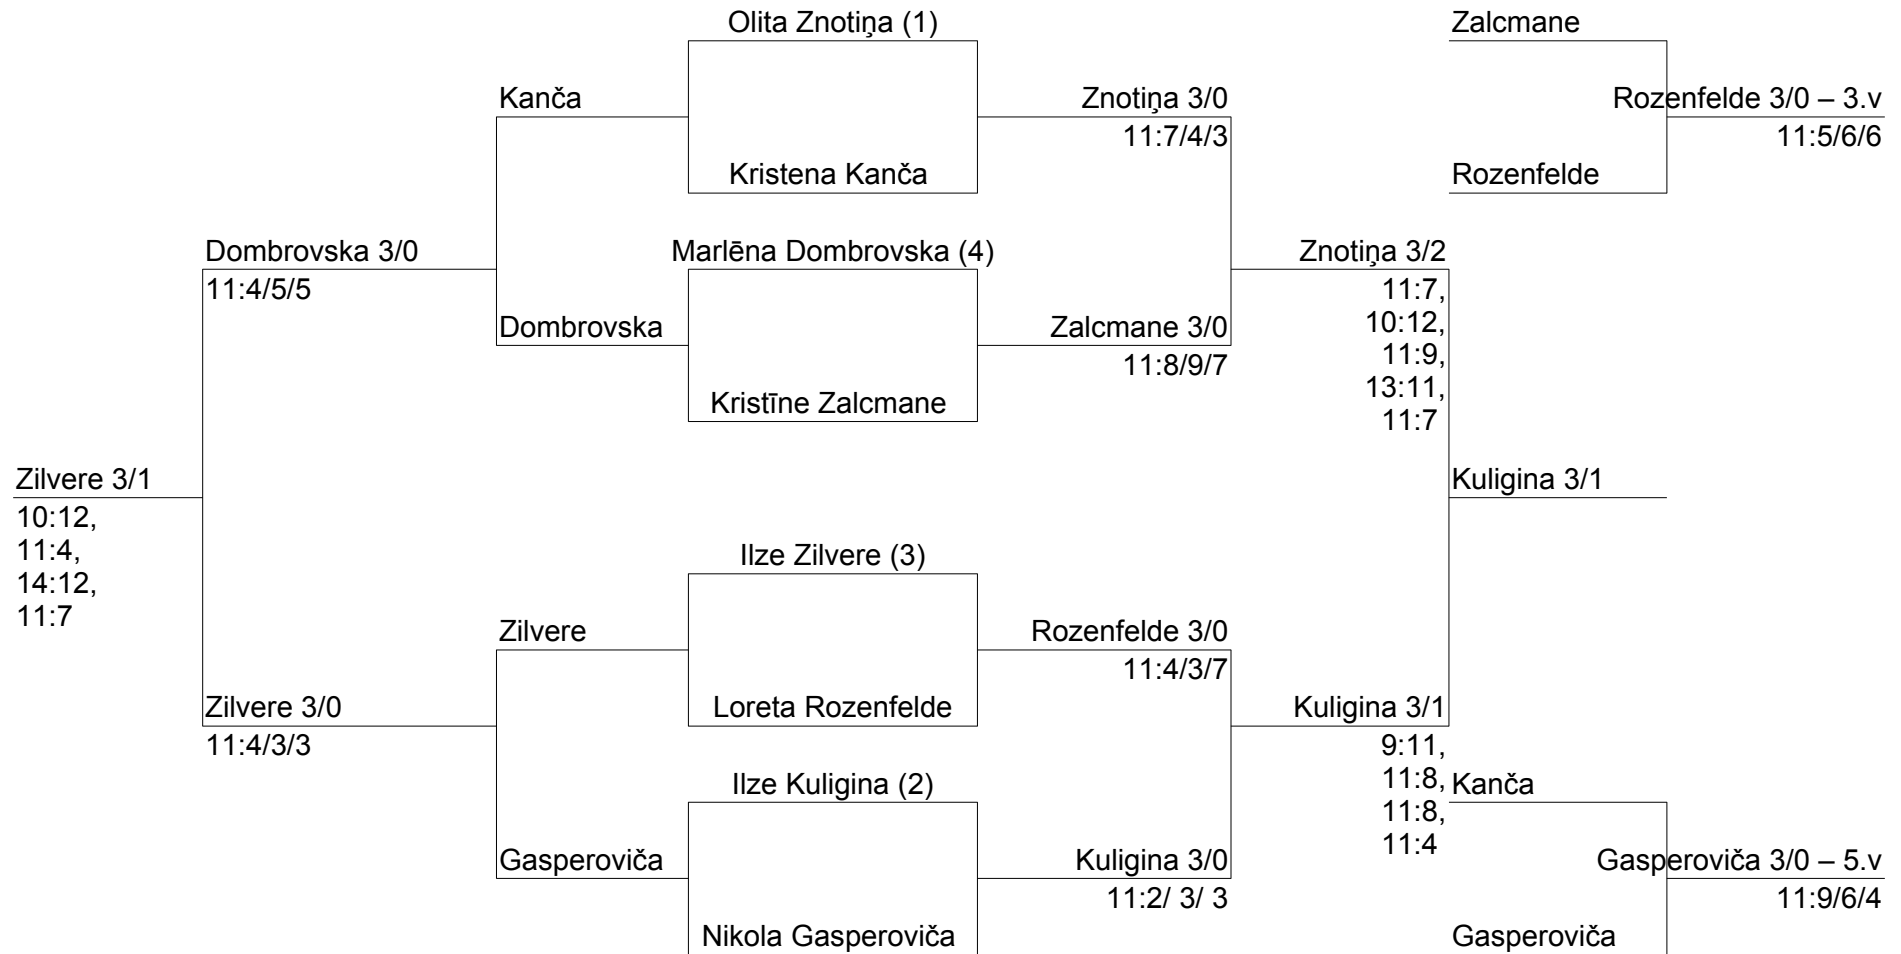 Olita Znotiņa (1)
Zalcmane
Kanča
Znotiņa 3/0
Rozenfelde 3/0 – 3.v
11:7/4/3
11:5/6/6
Kristena Kanča
Rozenfelde
Dombrovska 3/0
Marlēna Dombrovska (4)
Znotiņa 3/2
11:4/5/5
11:7,
10:12,
11:9,
13:11,
11:7
Dombrovska
Zalcmane 3/0
11:8/9/7
Kristīne Zalcmane
Zilvere 3/1
Kuligina 3/1
10:12,
11:4,
14:12,
11:7
Ilze Zilvere (3)
Zilvere
Rozenfelde 3/0
11:4/3/7
Zilvere 3/0
Loreta Rozenfelde
Kuligina 3/1
11:4/3/3
9:11,
11:8,
11:8,
11:4
Ilze Kuligina (2)
Kanča
Gasperoviča
Kuligina 3/0
Gasperoviča 3/0 – 5.v
11:2/ 3/ 3
11:9/6/4
Nikola Gasperoviča
Gasperoviča